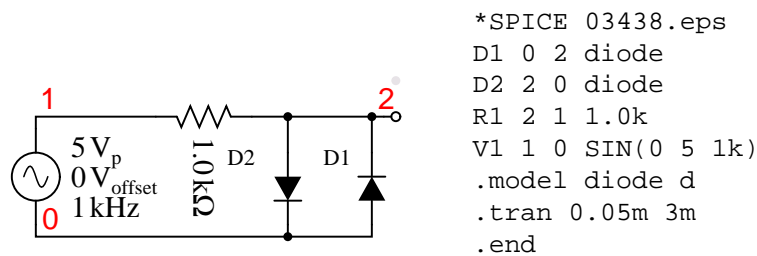 1
2
5 Vp
0 Voffset
1 kHz
0
1.0 kΩ
D2
D1
*SPICE 03438.eps
D1 0 2 diode
D2 2 0 diode
R1 2 1 1.0k
V1 1 0 SIN(0 5 1k)
.model diode d
.tran 0.05m 3m
.end